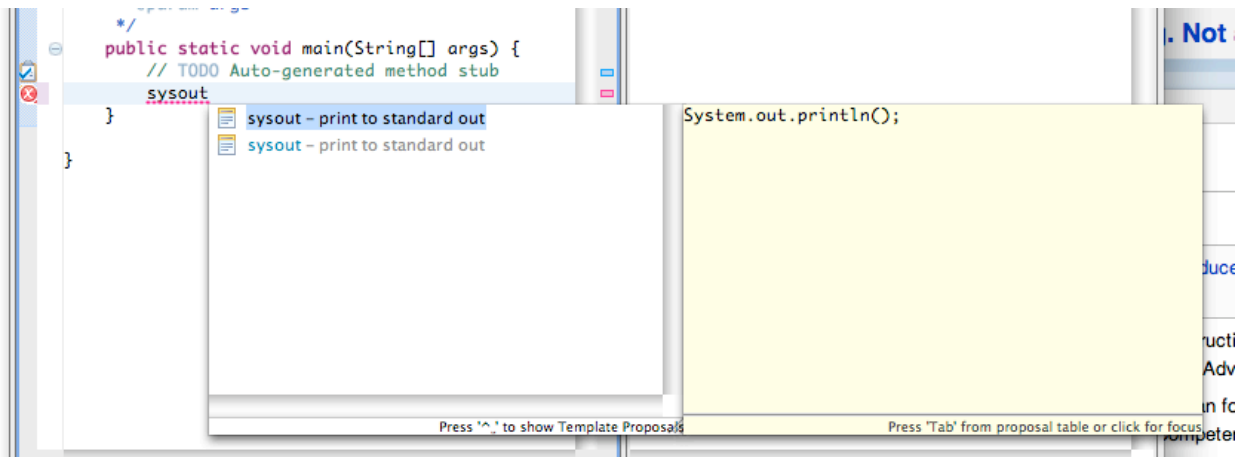 */
public static void main(String[] args) {
// TODO Auto-generated method stub
sysout
}
}
sysout – print to standard out
sysout – print to standard out
Press '^␣' to show Template Proposals
System.out.println();
Press 'Tab' from proposal table or click for focus
. Not